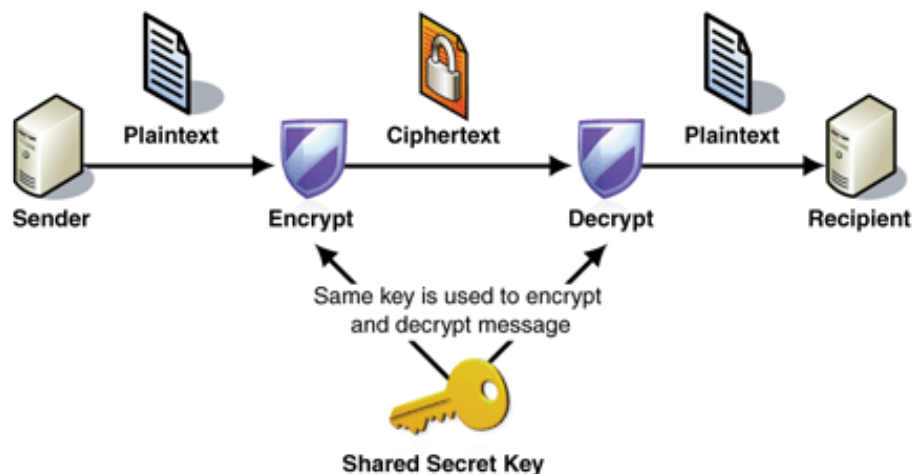 Plaintext
Ciphertext
Plaintext
Sender
Encrypt
Decrypt
Recipient
Same key is used to encrypt
and decrypt message
Shared Secret Key